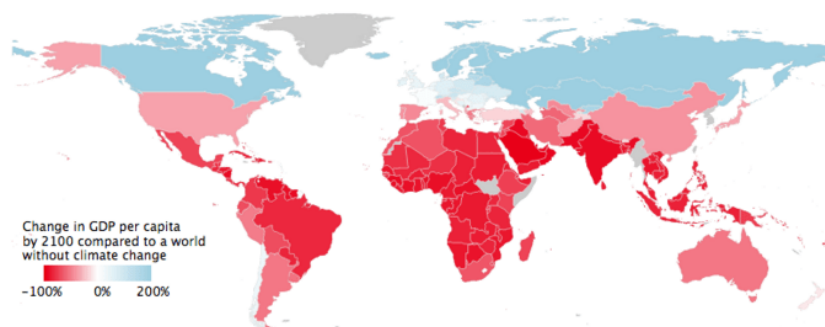 Change in GDP per capita
by 2100 compared to a world
without climate change
-100% 0% 200%